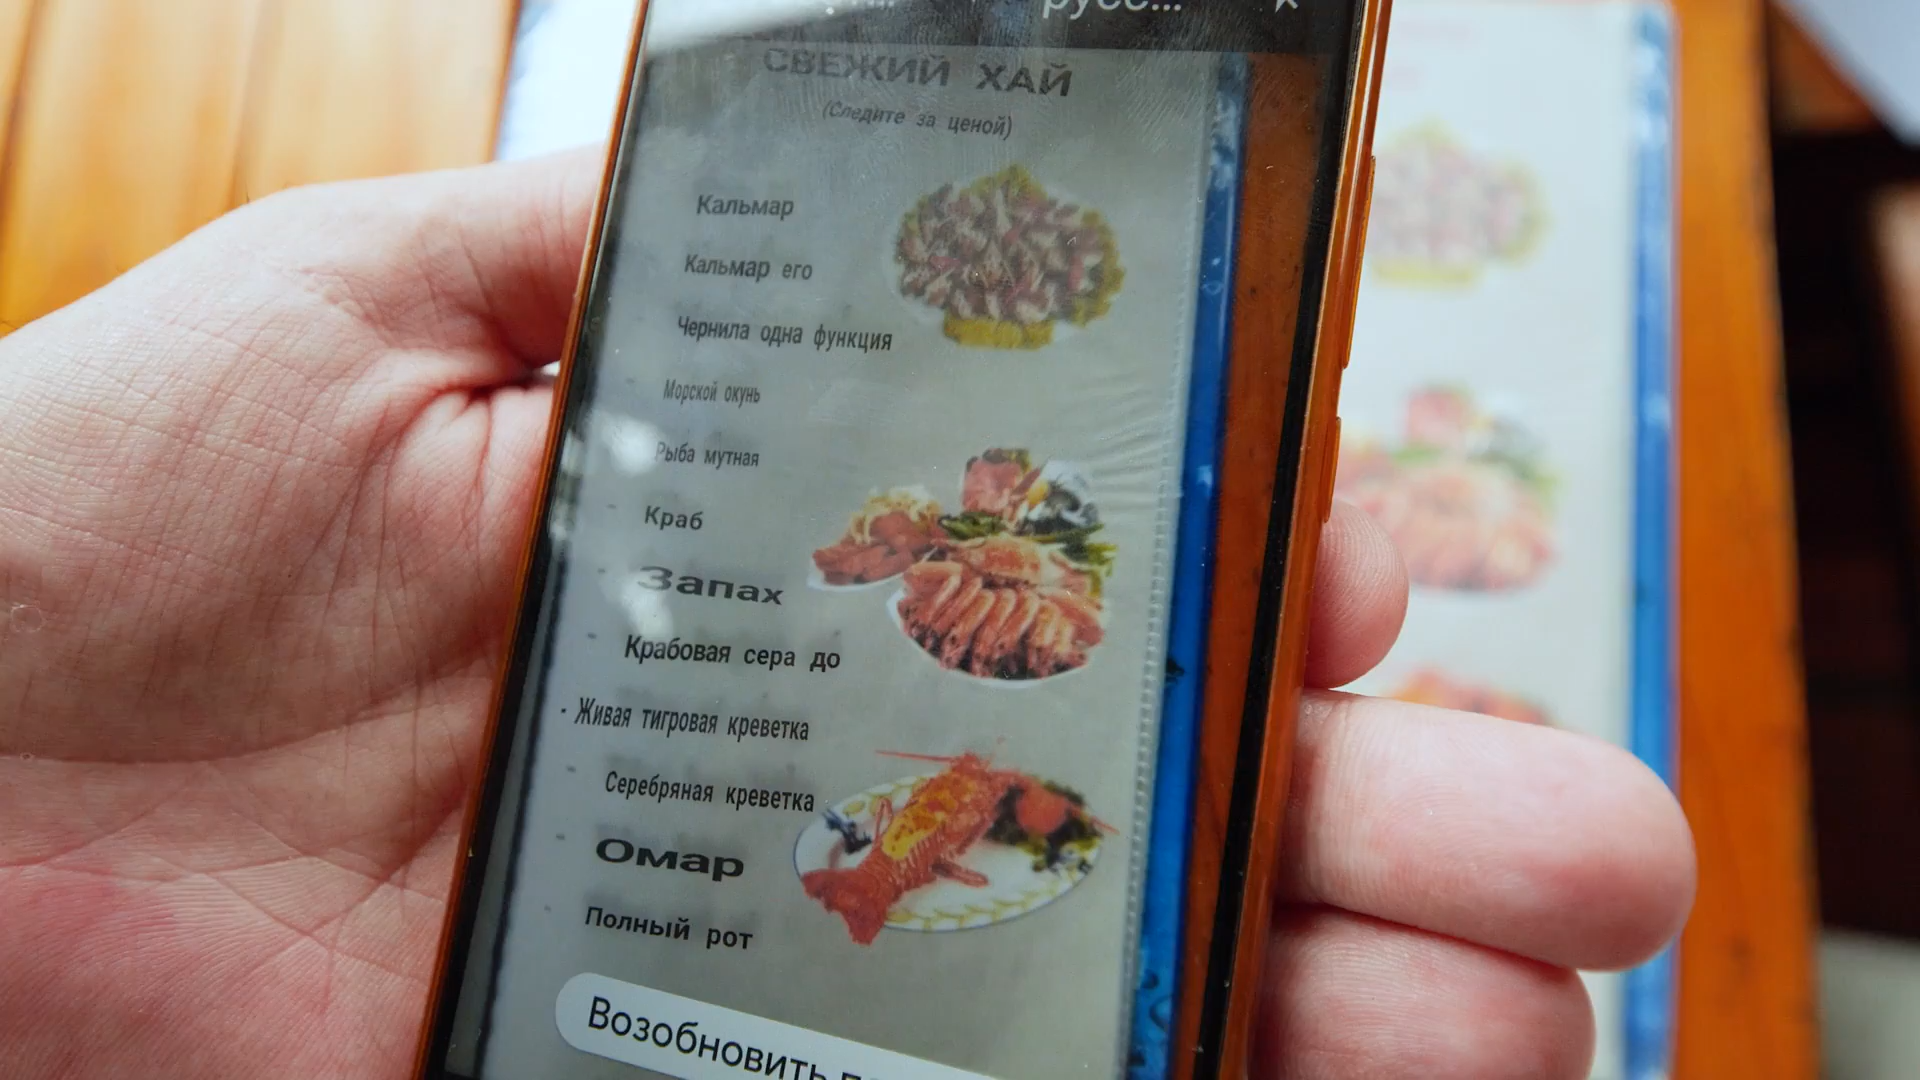 русс...
СВЕЖИЙ ХАЙ
(Следите за ценой)
Кальмар
Кальмар его
Чернила одна функция
Морской окунь
Рыба мутная
Краб
Запах
Крабовая сера до
- Живая тигровая креветка
Серебряная креветка
Омар
Полный рот
Возобновить